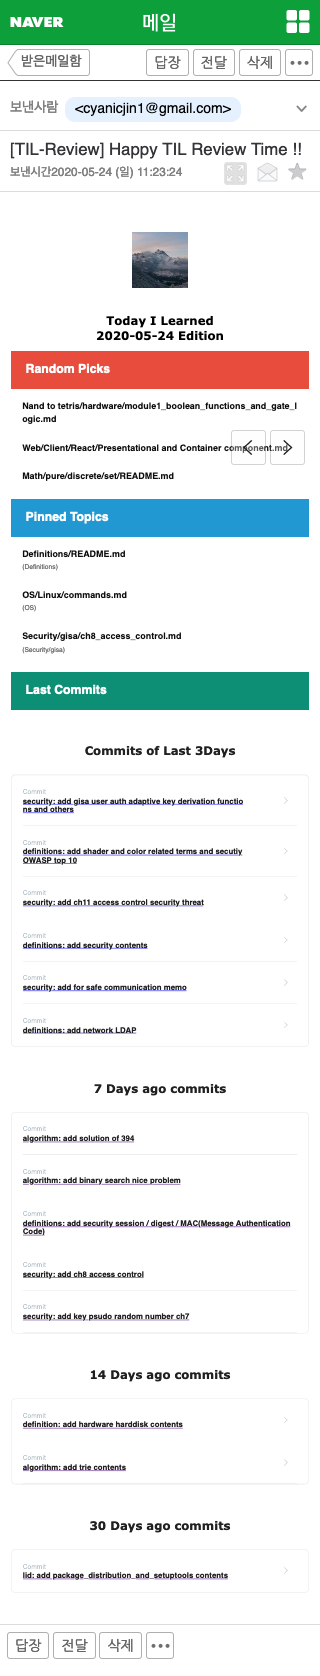 NAVER
메일
받은메일함
답장
전달
삭제
보낸사람 <cyanicjin1@gmail.com>
[TIL-Review] Happy TIL Review Time !!
보낸시간2020-05-24 (일) 11:23:24
Today I Learned
2020-05-24 Edition
Random Picks
Nand to tetris/hardware/module1_boolean_functions_and_gate_l
ogic.md
Web/Client/React/Presentational and Container component.md
Math/pure/discrete/set/README.md
Pinned Topics
Definitions/README.md
(Definitions)
OS/Linux/commands.md
(OS)
Security/gisa/ch8_access_control.md
(Security/gisa)
Last Commits
Commits of Last 3Days
Commit
security: add gisa user auth adaptive key derivation functio
ns and others
Commit
definitions: add shader and color related terms and secutiy
OWASP top 10
Commit
security: add ch11 access control security threat
Commit
definitions: add security contents
Commit
security: add for safe communication memo
Commit
definitions: add network LDAP
7 Days ago commits
Commit
algorithm: add solution of 394
Commit
algorithm: add binary search nice problem
Commit
definitions: add security session / digest / MAC(Message Authentication
Code)
Commit
security: add ch8 access control
Commit
security: add key psudo random number ch7
14 Days ago commits
Commit
definition: add hardware harddisk contents
Commit
algorithm: add trie contents
30 Days ago commits
Commit
lid: add package_distribution_and_setuptools contents
답장
전달
삭제